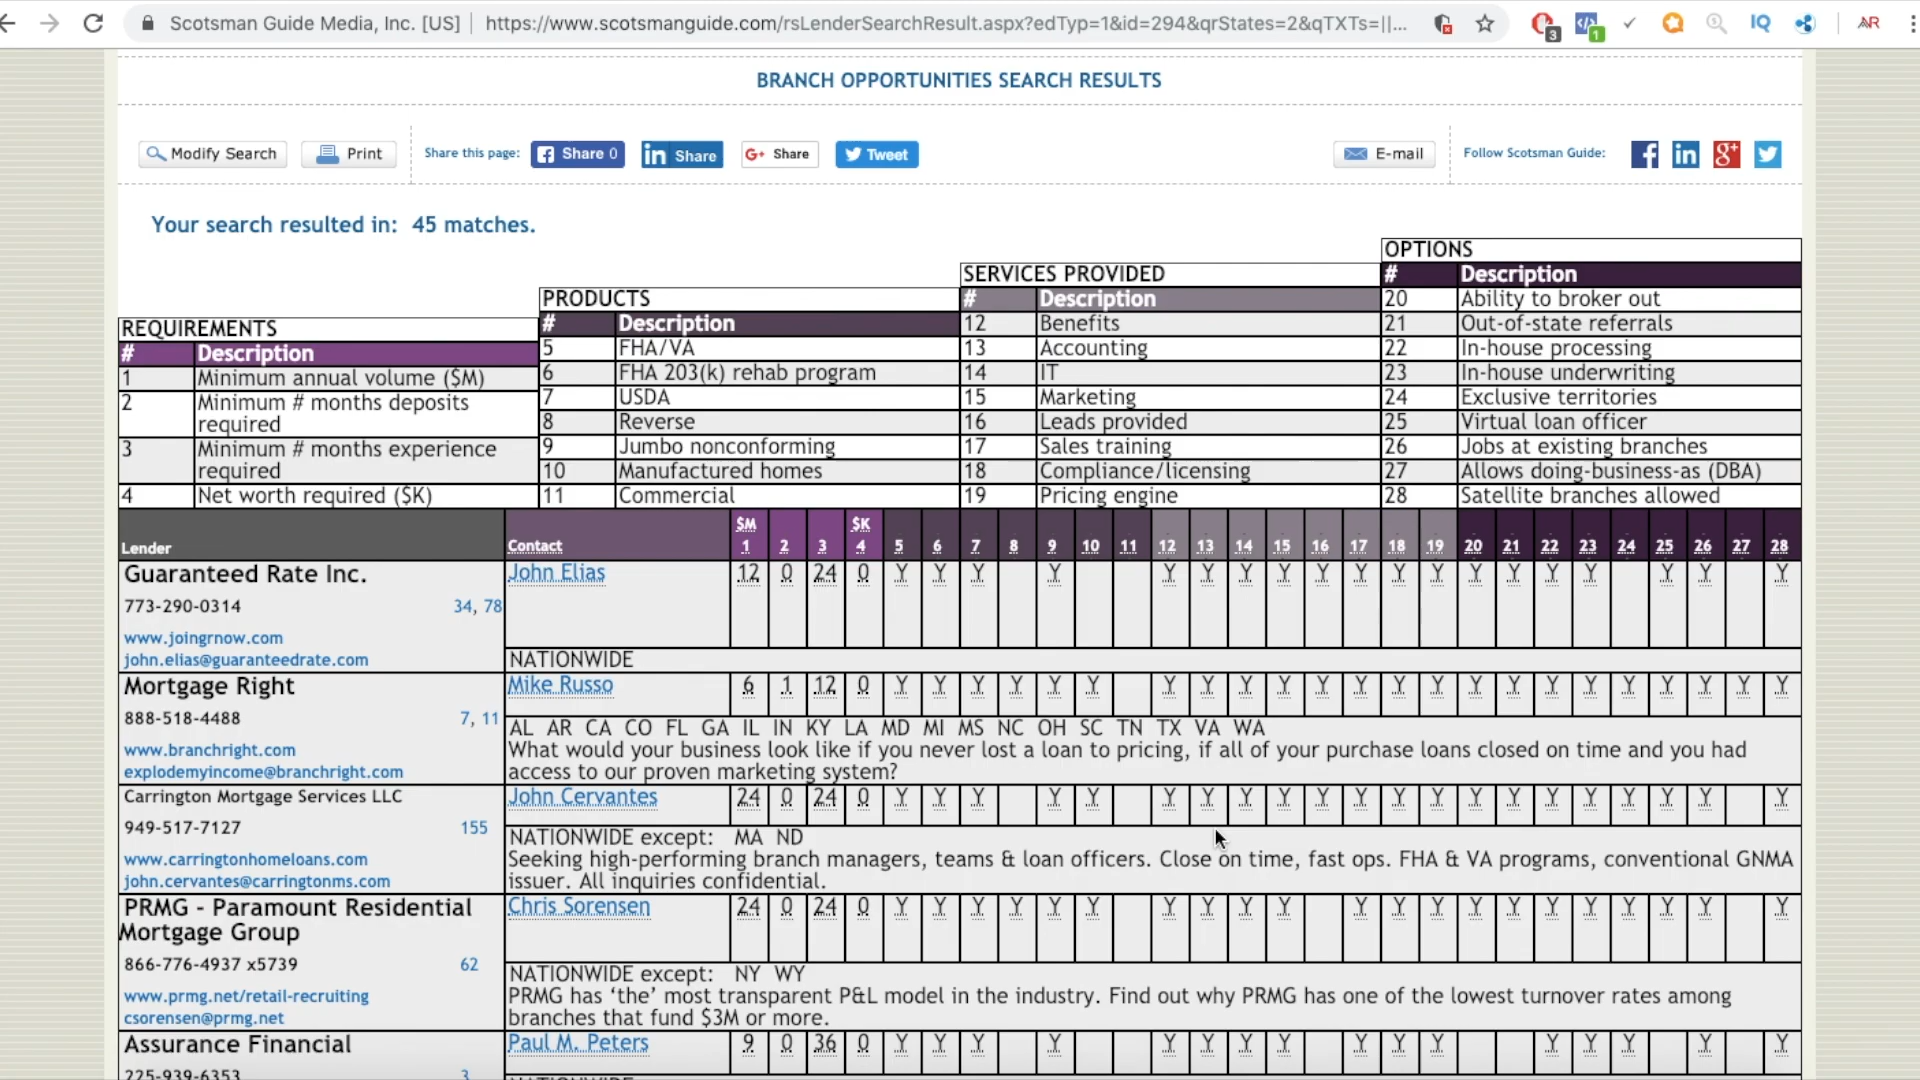 Scotsman Guide Media, Inc. [US] | https://www.scotsmanguide.com/rsLenderSearchResult.aspx?edTyp=1&id=294&qrStates=2&qTXTs=||...
3
1
IQ
BRANCH OPPORTUNITIES SEARCH RESULTS
Modify Search
Print
Share this page:
Share 0
in Share
G+ Share
Tweet
E-mail
Follow Scotsman Guide:
Your search resulted in: 45 matches.
REQUIREMENTS
# Description
1 Minimum annual volume ($M)
2 Minimum # months deposits
required
3 Minimum # months experience
required
4 Net worth required ($K)
PRODUCTS
# Description
5 FHA/VA
6 FHA 203(k) rehab program
7 USDA
8 Reverse
9 Jumbo nonconforming
10 Manufactured homes
11 Commercial
SERVICES PROVIDED
# Description
12 Benefits
13 Accounting
14 IT
15 Marketing
16 Leads provided
17 Sales training
18 Compliance/licensing
19 Pricing engine
OPTIONS
# Description
20 Ability to broker out
21 Out-of-state referrals
22 In-house processing
23 In-house underwriting
24 Exclusive territories
25 Virtual loan officer
26 Jobs at existing branches
27 Allows doing-business-as (DBA)
28 Satellite branches allowed
$M $K
Lender Contact 1 2 3 4 5 6 7 8 9 10 11 12 13 14 15 16 17 18 19 20 21 22 23 24 25 26 27 28
Guaranteed Rate Inc. John Elias 12 0 24 0 Y Y Y Y Y Y Y Y Y Y Y Y Y Y Y Y Y Y Y
773-290-0314 34, 78
www.joingrnow.com
john.elias@guaranteedrate.com
NATIONWIDE
Mortgage Right Mike Russo 6 1 12 0 Y Y Y Y Y Y Y Y Y Y Y Y Y Y Y Y Y Y Y Y Y Y Y
888-518-4488 7, 11
www.branchright.com
explodemyincome@branchright.com
AL AR CA CO FL GA IL IN KY LA MD MI MS NC OH SC TN TX VA WA
What would your business look like if you never lost a loan to pricing, if all of your purchase loans closed on time and you had
access to our proven marketing system?
Carrington Mortgage Services LLC John Cervantes 24 0 24 0 Y Y Y Y Y Y Y Y Y Y Y Y Y Y Y Y Y Y Y Y Y
949-517-7127 155
www.carringtonhomeloans.com
john.cervantes@carringtonms.com
NATIONWIDE except: MA ND
Seeking high-performing branch managers, teams & loan officers. Close on time, fast ops. FHA & VA programs, conventional GNMA
issuer. All inquiries confidential.
PRMG - Paramount Residential
Mortgage Group
Chris Sorensen 24 0 24 0 Y Y Y Y Y Y Y Y Y Y Y Y Y Y Y Y Y Y Y Y Y
866-776-4937 x5739 62
www.prmg.net/retail-recruiting
csorensen@prmg.net
NATIONWIDE except: NY WY
PRMG has ‘the’ most transparent P&L model in the industry. Find out why PRMG has one of the lowest turnover rates among
branches that fund $3M or more.
Assurance Financial Paul M. Peters 9 0 36 0 Y Y Y Y Y Y Y Y Y Y Y Y Y Y Y Y
225-939-6353 3
NATIONWIDE